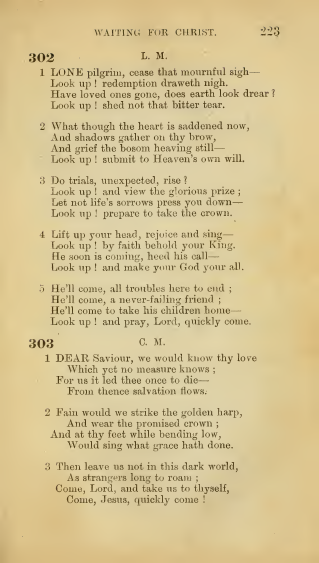 WAITING FOR CHRIST. 223
302 L. M.
1 LONE pilgrim, cease that mournful sigh—
Look up ! redemption draweth nigh.
Have loved ones gone, does earth look drear ?
Look up ! shed not that bitter tear.
2 What though the heart is saddened now,
And shadows gather on thy brow,
And grief the bosom heaving still—
Look up ! submit to Heaven's own will.
3 Do trials, unexpected, rise ?
Look up ! and view the glorious prize ;
Let not life's sorrows press you down—
Look up ! prepare to take the crown.
4 Lift up your head, rejoice and sing—
Look up ! by faith behold your King.
He soon is coming, heed his call—
Look up ! and make your God your all.
5 He'll come, all troubles here to end ;
He'll come, a never-failing friend ;
He'll come to take his children home—
Look up ! and pray, Lord, quickly come.
303 C. M.
1 DEAR Saviour, we would know thy love
Which yet no measure knows ;
For us it led thee once to die—
From thence salvation flows.
2 Fain would we strike the golden harp,
And wear the promised crown ;
And at thy feet while bending low,
Would sing what grace hath done.
3 Then leave us not in this dark world,
As strangers long to roam ;
Come, Lord, and take us to thyself,
Come, Jesus, quickly come !